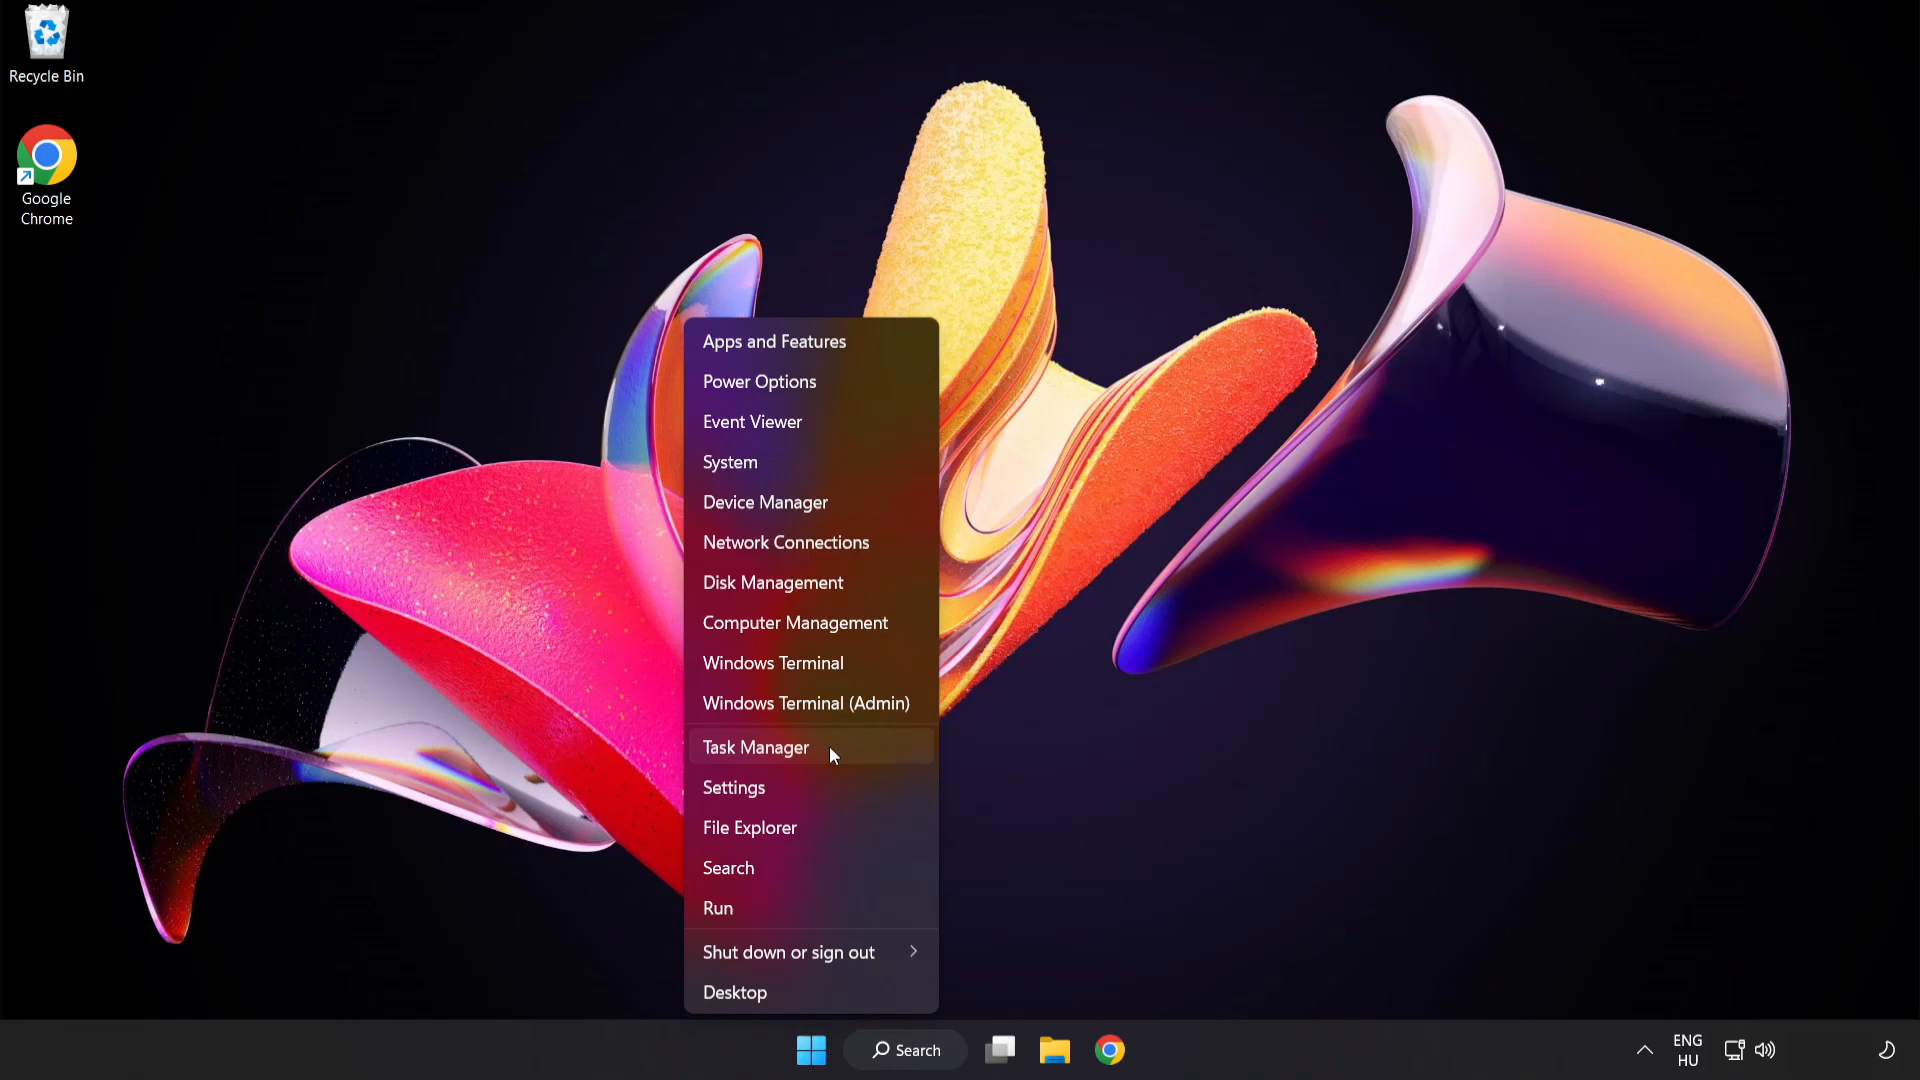 Recycle Bin
Google
Chrome
Apps and Features
Power Options
Event Viewer
System
Device Manager
Network Connections
Disk Management
Computer Management
Windows Terminal
Windows Terminal (Admin)
Task Manager
Settings
File Explorer
Search
Run
Shut down or sign out
Desktop
Search
ENG
HU